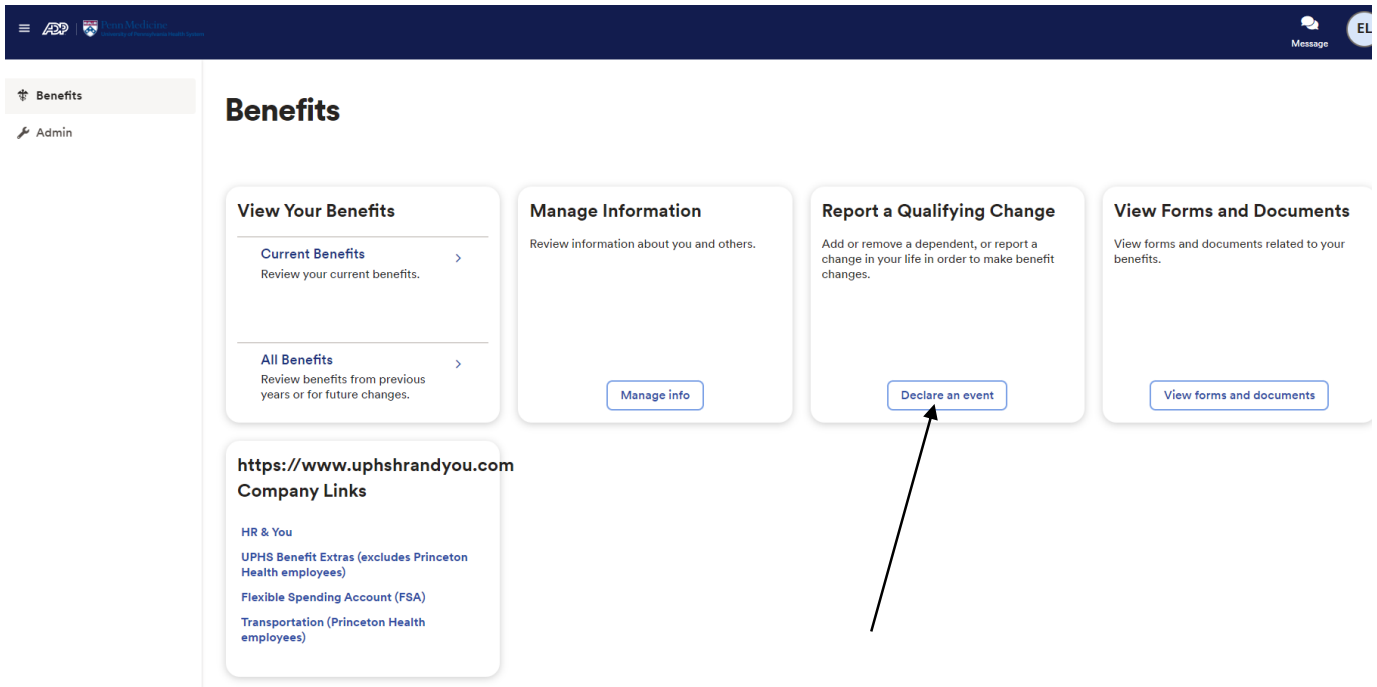 ADP
Penn Medicine
University of Pennsylvania Health System
Message
EL
Benefits
Admin
Benefits
View Your Benefits
Current Benefits
Review your current benefits.
All Benefits
Review benefits from previous
years or for future changes.
Manage Information
Review information about you and others.
Manage info
Report a Qualifying Change
Add or remove a dependent, or report a
change in your life in order to make benefit
changes.
Declare an event
View Forms and Documents
View forms and documents related to your
benefits.
View forms and documents
https://www.uphshrandyou.com
Company Links
HR & You
UPHS Benefit Extras (excludes Princeton
Health employees)
Flexible Spending Account (FSA)
Transportation (Princeton Health
employees)